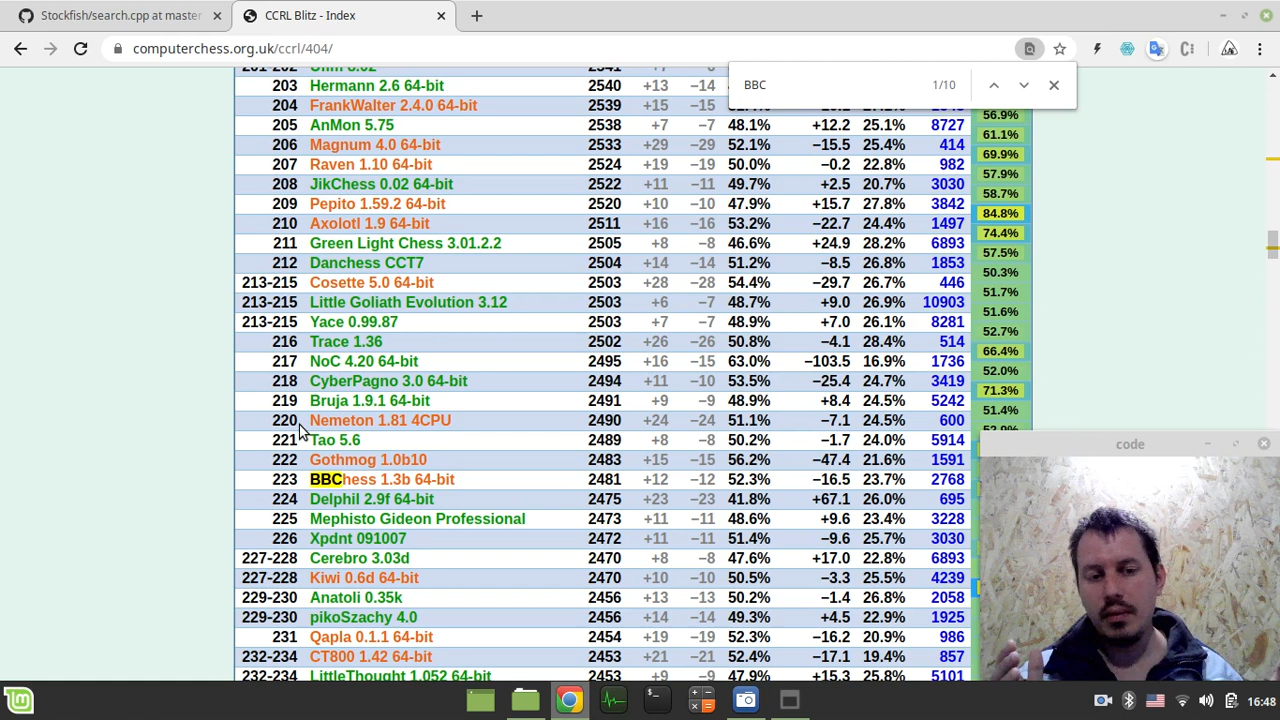 Stockfish/search.cpp at master
CCRL Blitz - Index
computerchess.org.uk/ccrl/404/
BBC 1/10
203 Hermann 2.6 64-bit 2540 +13 −14
204 FrankWalter 2.4.0 64-bit 2539 +15 −15
56.9%
205 AnMon 5.75 2538 +7 −7 48.1% +12.2 25.1% 8727
61.1%
206 Magnum 4.0 64-bit 2533 +29 −29 52.1% −15.5 25.4% 414
69.9%
207 Raven 1.10 64-bit 2524 +19 −19 50.0% −0.2 22.8% 982
57.9%
208 JikChess 0.02 64-bit 2522 +11 −11 49.7% +2.5 20.7% 3030
58.7%
209 Pepito 1.59.2 64-bit 2520 +10 −10 47.9% +15.7 27.8% 3842
84.8%
210 Axolotl 1.9 64-bit 2511 +16 −16 53.2% −22.7 24.4% 1497
74.4%
211 Green Light Chess 3.01.2.2 2505 +8 −8 46.6% +24.9 28.2% 6893
57.5%
212 Danchess CCT7 2504 +14 −14 51.2% −8.5 26.8% 1853
50.3%
213-215 Cosette 5.0 64-bit 2503 +28 −28 54.4% −29.7 26.7% 446
51.7%
213-215 Little Goliath Evolution 3.12 2503 +6 −7 48.7% +9.0 26.9% 10903
51.6%
213-215 Yace 0.99.87 2503 +7 −7 48.9% +7.0 26.1% 8281
52.7%
216 Trace 1.36 2502 +26 −26 50.8% −4.1 28.4% 514
66.4%
217 NoC 4.20 64-bit 2495 +16 −15 63.0% −103.5 16.9% 1736
52.0%
218 CyberPagno 3.0 64-bit 2494 +11 −10 53.5% −25.4 24.7% 3419
71.3%
219 Bruja 1.9.1 64-bit 2491 +9 −9 48.9% +8.4 24.5% 5242
51.4%
220 Nemeton 1.81 4CPU 2490 +24 −24 51.1% −7.1 24.5% 600
221 Tao 5.6 2489 +8 −8 50.2% −1.7 24.0% 5914
code
222 Gothmog 1.0b10 2483 +15 −15 56.2% −47.4 21.6% 1591
223 BBChess 1.3b 64-bit 2481 +12 −12 52.3% −16.5 23.7% 2768
224 Delphil 2.9f 64-bit 2475 +23 −23 41.8% +67.1 26.0% 695
225 Mephisto Gideon Professional 2473 +11 −11 48.6% +9.6 23.4% 3228
226 Xpdnt 091007 2472 +11 −11 51.4% −9.6 25.7% 3030
227-228 Cerebro 3.03d 2470 +8 −8 47.6% +17.0 22.8% 6893
227-228 Kiwi 0.6d 64-bit 2470 +10 −10 50.5% −3.3 25.5% 4239
229-230 Anatoli 0.35k 2456 +13 −13 50.2% −1.4 26.8% 2058
229-230 pikoSzachy 4.0 2456 +14 −14 49.3% +4.5 22.9% 1925
231 Qapla 0.1.1 64-bit 2454 +19 −19 52.3% −16.2 20.9% 986
232-234 CT800 1.42 64-bit 2453 +21 −21 52.4% −17.1 19.4% 857
232-234 LittleThought 1.052 64-bit 2453 +9 −9 47.9% +15.3 25.8% 5101
16:48